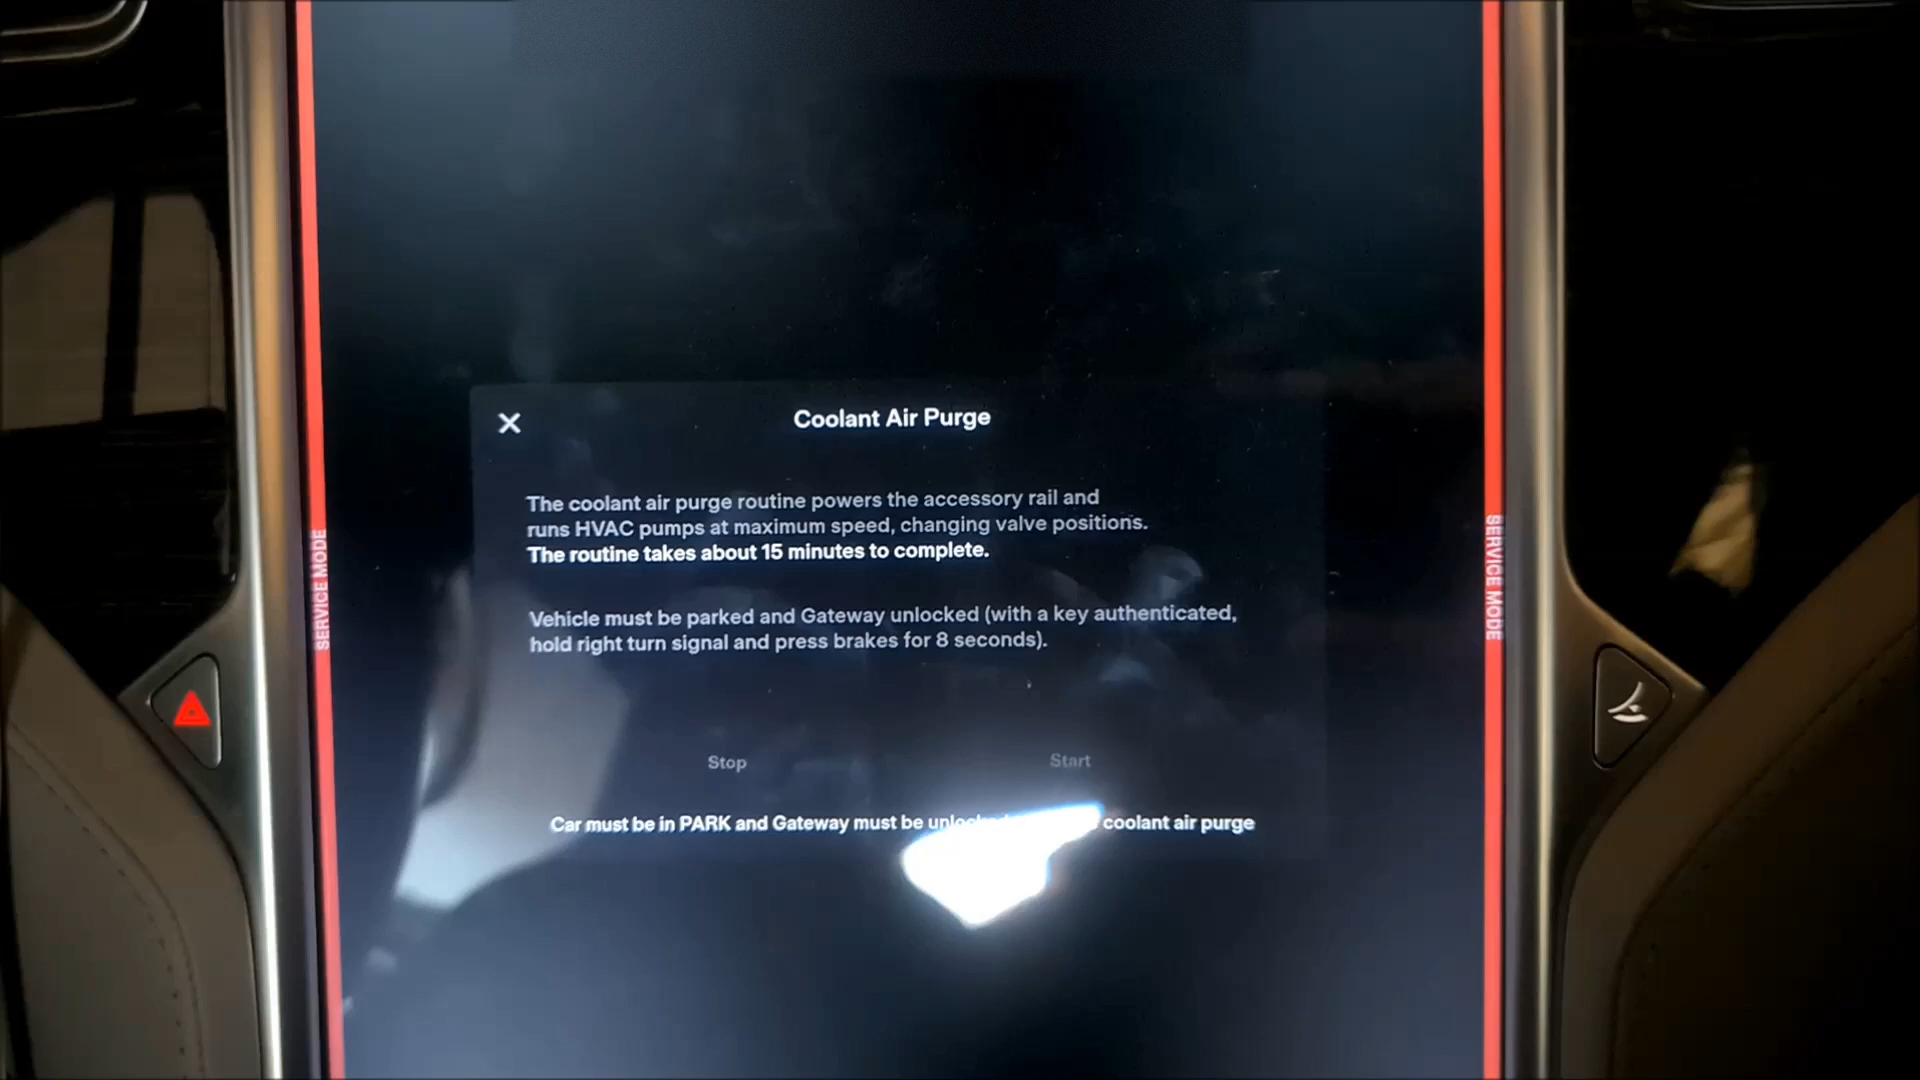 Coolant Air Purge
The coolant air purge routine powers the accessory rail and
runs HVAC pumps at maximum speed, changing valve positions.
The routine takes about 15 minutes to complete.
Vehicle must be parked and Gateway unlocked (with a key authenticated,
hold right turn signal and press brakes for 8 seconds).
Stop
Start
Car must be in PARK and Gateway must be coolant air purge
SERVICE MODE
SERVICE MODE